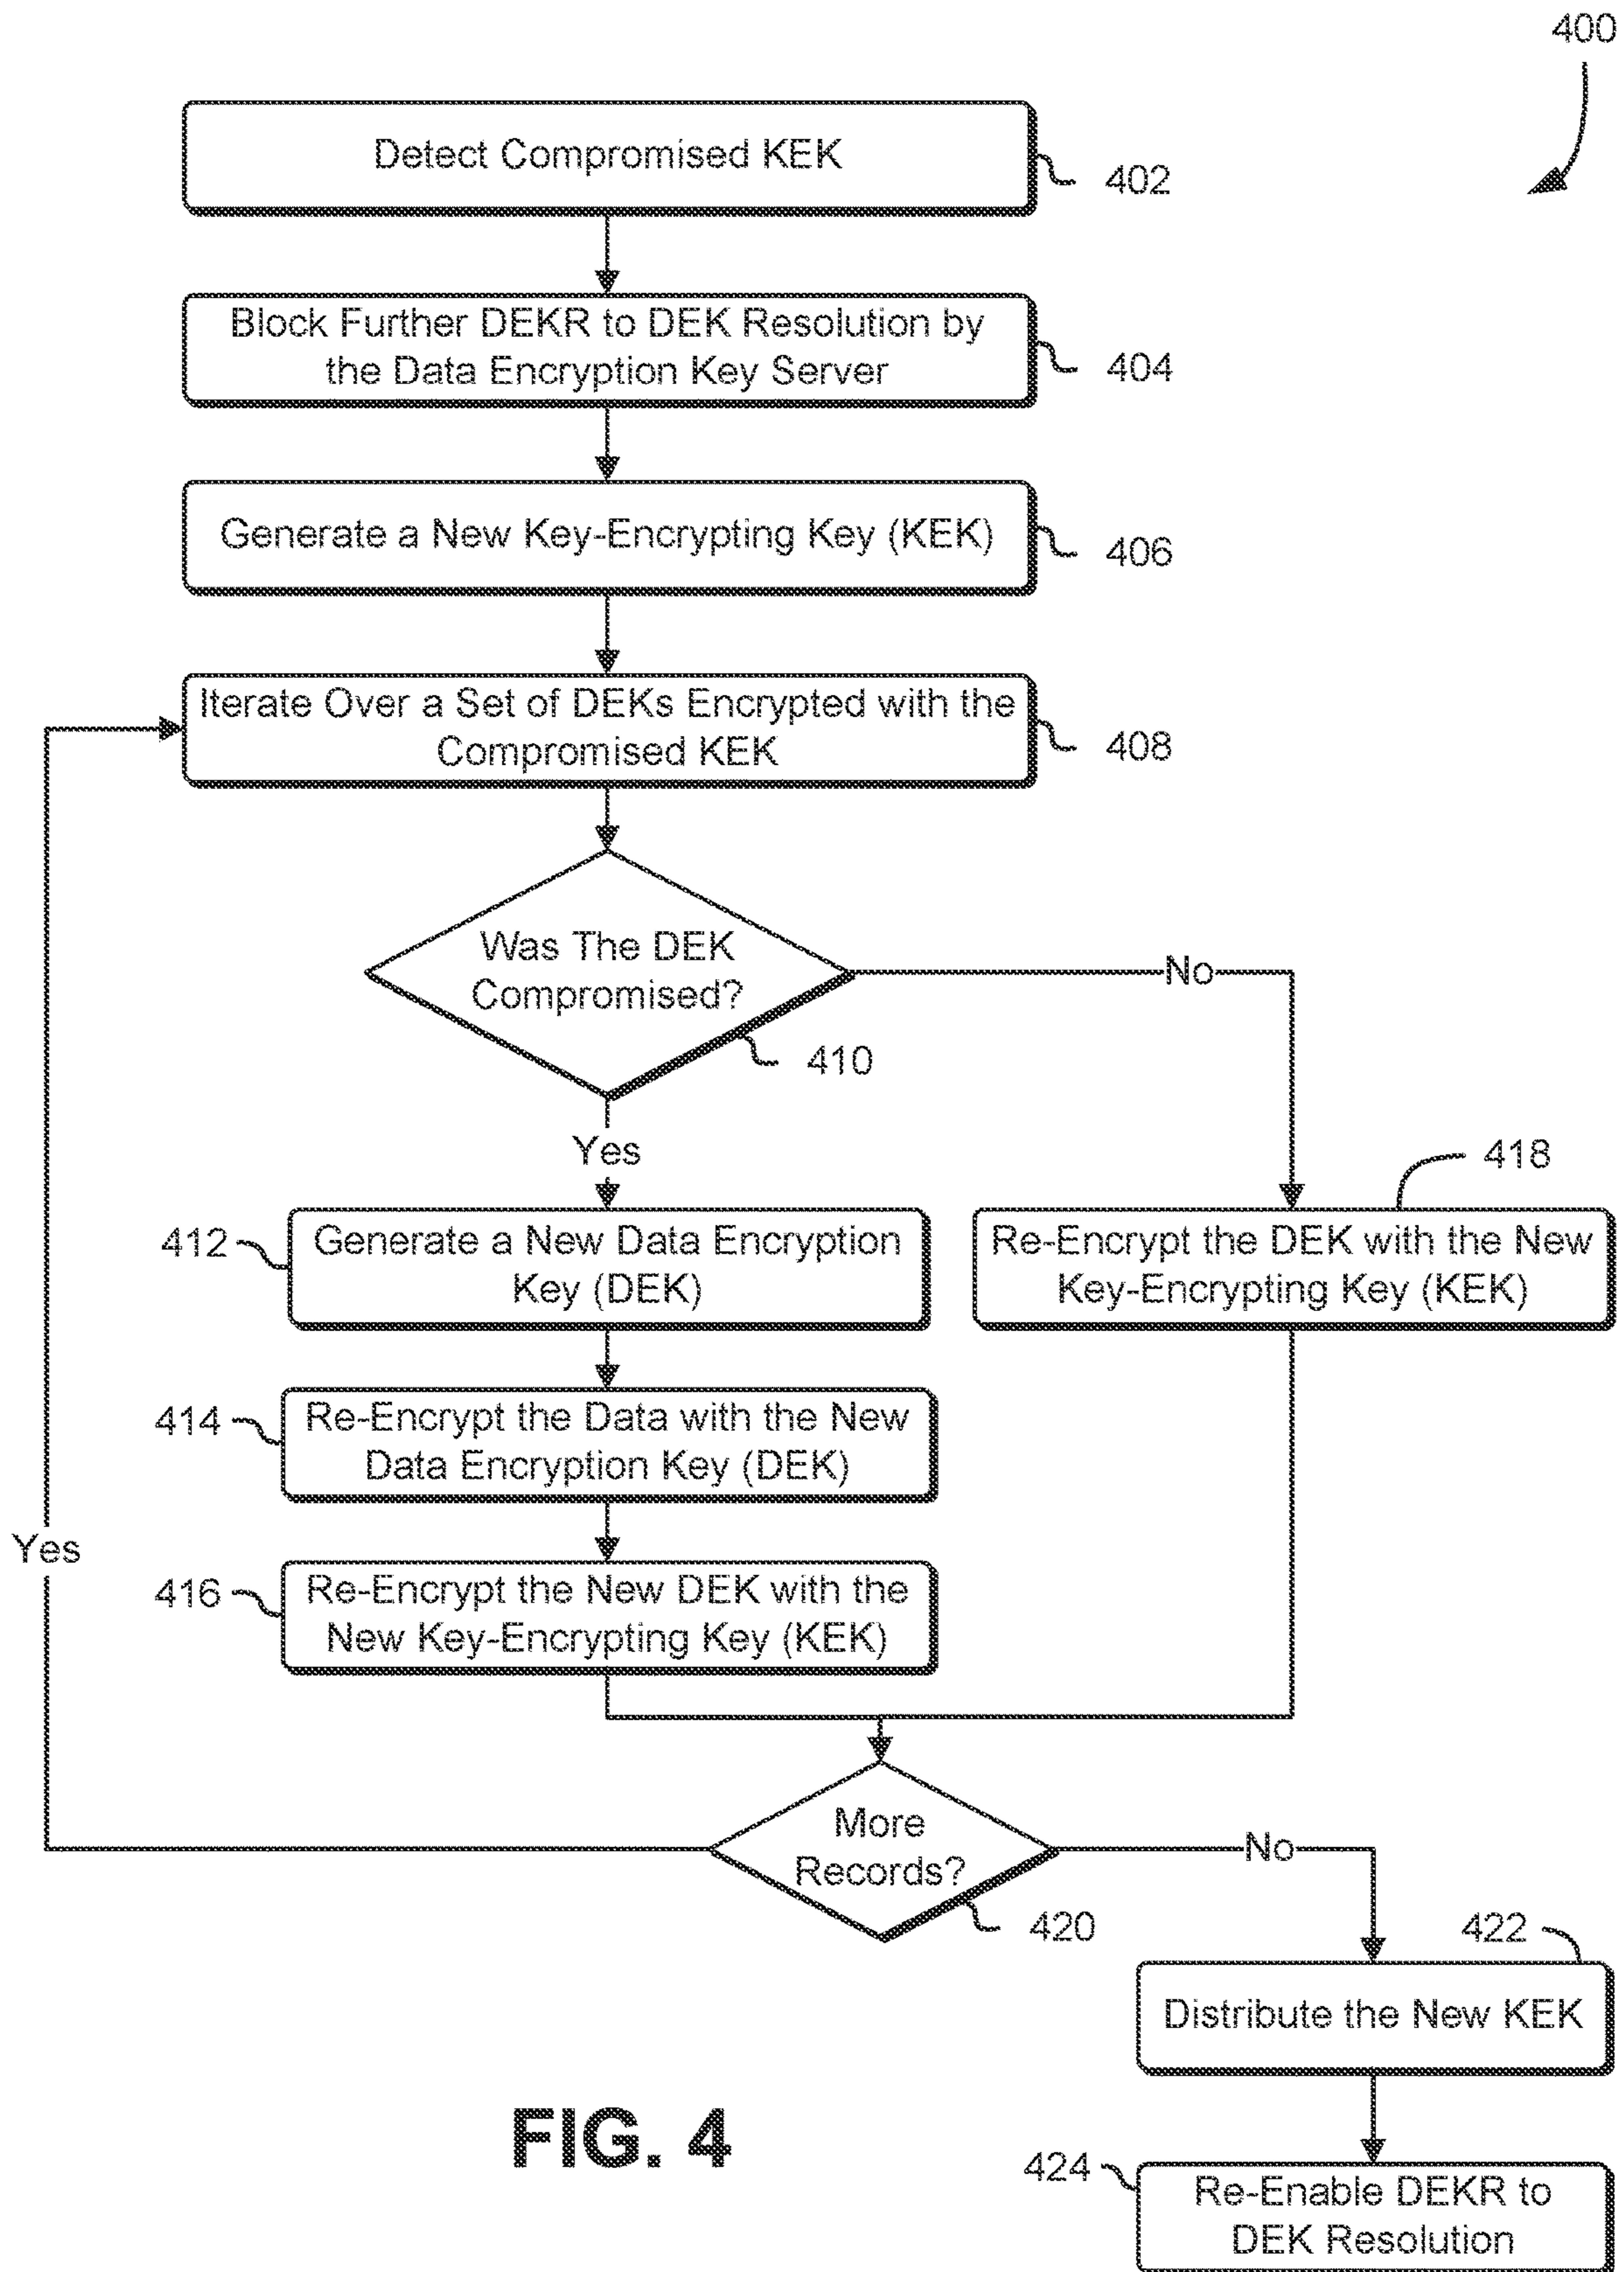 400
Detect Compromised KEK
402
Block Further DEKR to DEK Resolution by
the Data Encryption Key Server
404
Generate a New Key-Encrypting Key (KEK)
406
Iterate Over a Set of DEKs Encrypted with the
Compromised KEK
408
Was The DEK
Compromised?
No
410
Yes
418
412
Generate a New Data Encryption
Key (DEK)
Re-Encrypt the DEK with the New
Key-Encrypting Key (KEK)
414
Re-Encrypt the Data with the New
Data Encryption Key (DEK)
Yes
416
Re-Encrypt the New DEK with the
New Key-Encrypting Key (KEK)
More
Records?
No
420
422
Distribute the New KEK
FIG. 4
424
Re-Enable DEKR to
DEK Resolution